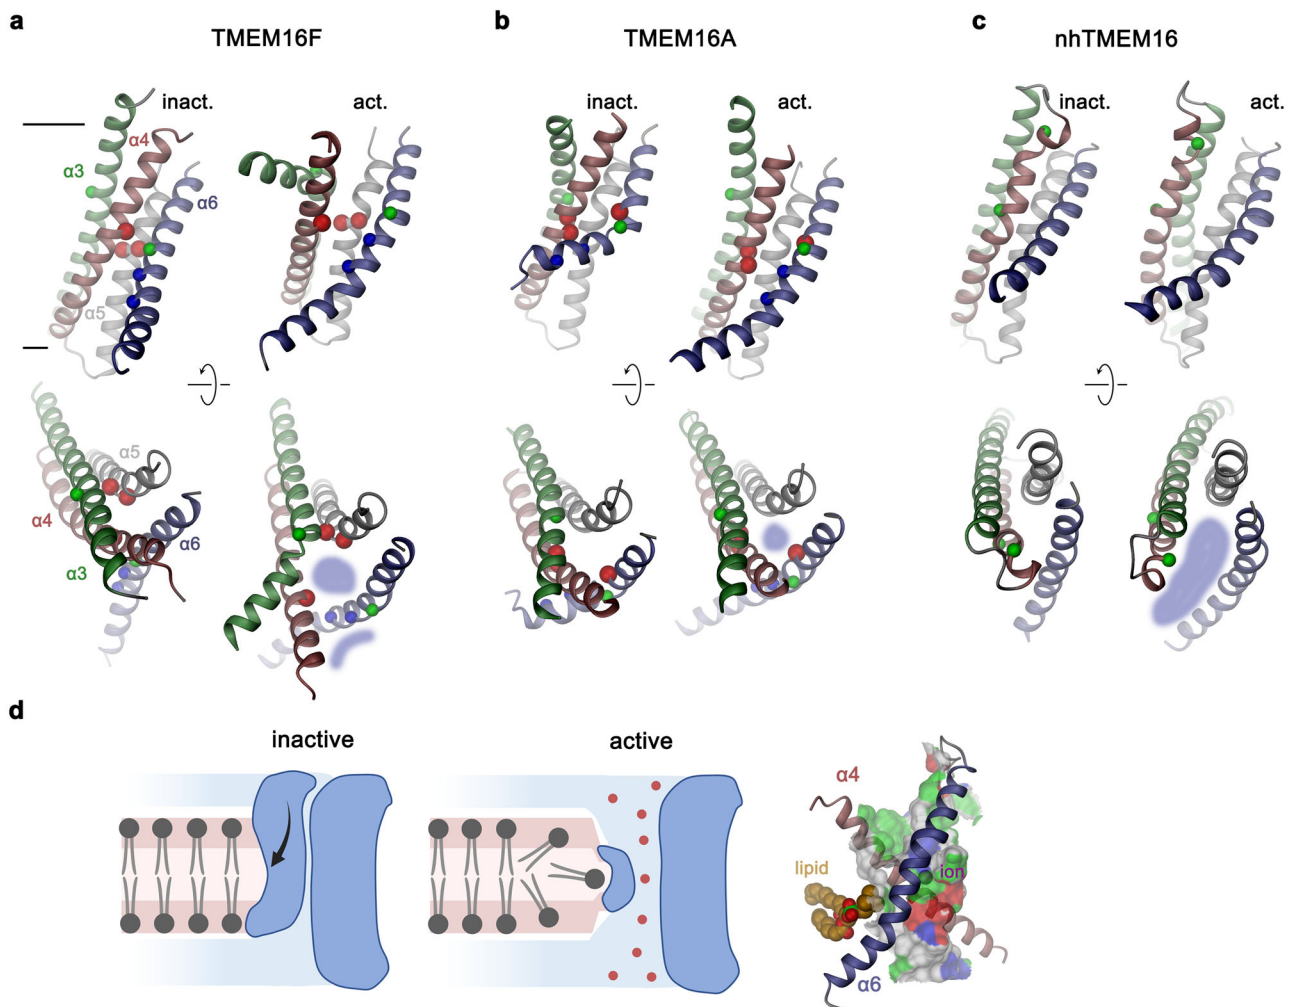 a
TMEM16F
inact.
act.
α3
α4
α6
α5
α5
α4
α6
α3
b
TMEM16A
inact.
act.
c
nhTMEM16
inact.
act.
d
inactive
active
α4
lipid
ion
α6